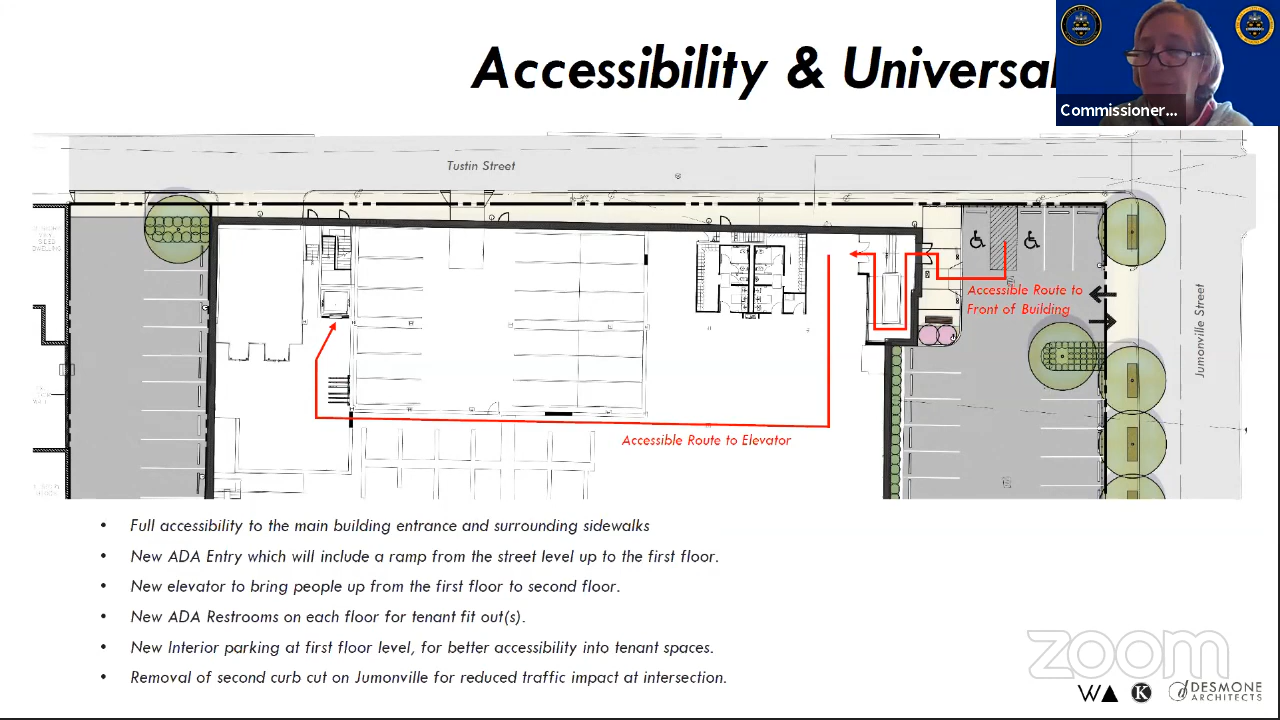 Accessibility & Universal
Commissioner...
Tustin Street
Accessible Route to
Front of Building
Jumonville Street
Accessible Route to Elevator
• Full accessibility to the main building entrance and surrounding sidewalks
• New ADA Entry which will include a ramp from the street level up to the first floor.
• New elevator to bring people up from the first floor to second floor.
• New ADA Restrooms on each floor for tenant fit out(s).
• New Interior parking at first floor level, for better accessibility into tenant spaces.
• Removal of second curb cut on Jumonville for reduced traffic impact at intersection.
zoom
K
DESMONE
ARCHITECTS